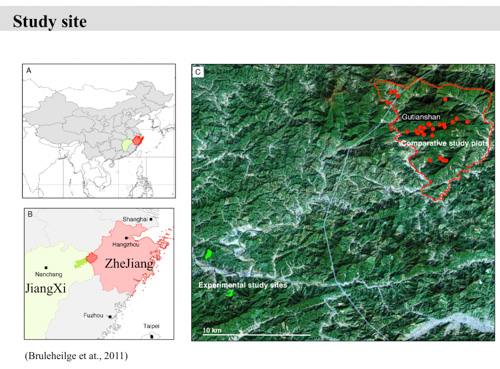 Study site
A
B
Shanghai
Hangzhou
ZheJiang
Nanchang
JiangXi
Fuzhou
Taipei
C
Gutianshan
Comparative study plots
Experimental study sites
10 km
(Bruleheilge et at., 2011)